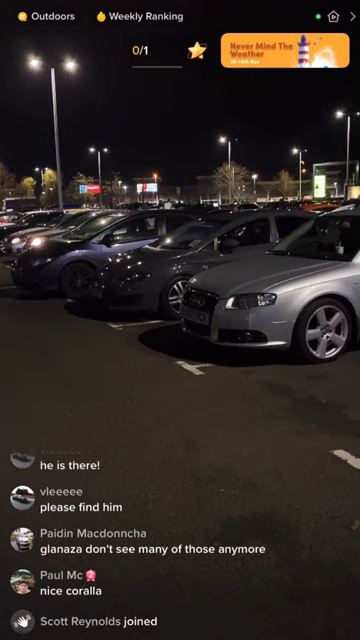 Outdoors
Weekly Ranking
0/1
Never Mind The
Weather
he is there!
vleeeee
please find him
Paidin Macdonncha
glanaza don't see many of those anymore
Paul Mc
nice coralla
Scott Reynolds joined